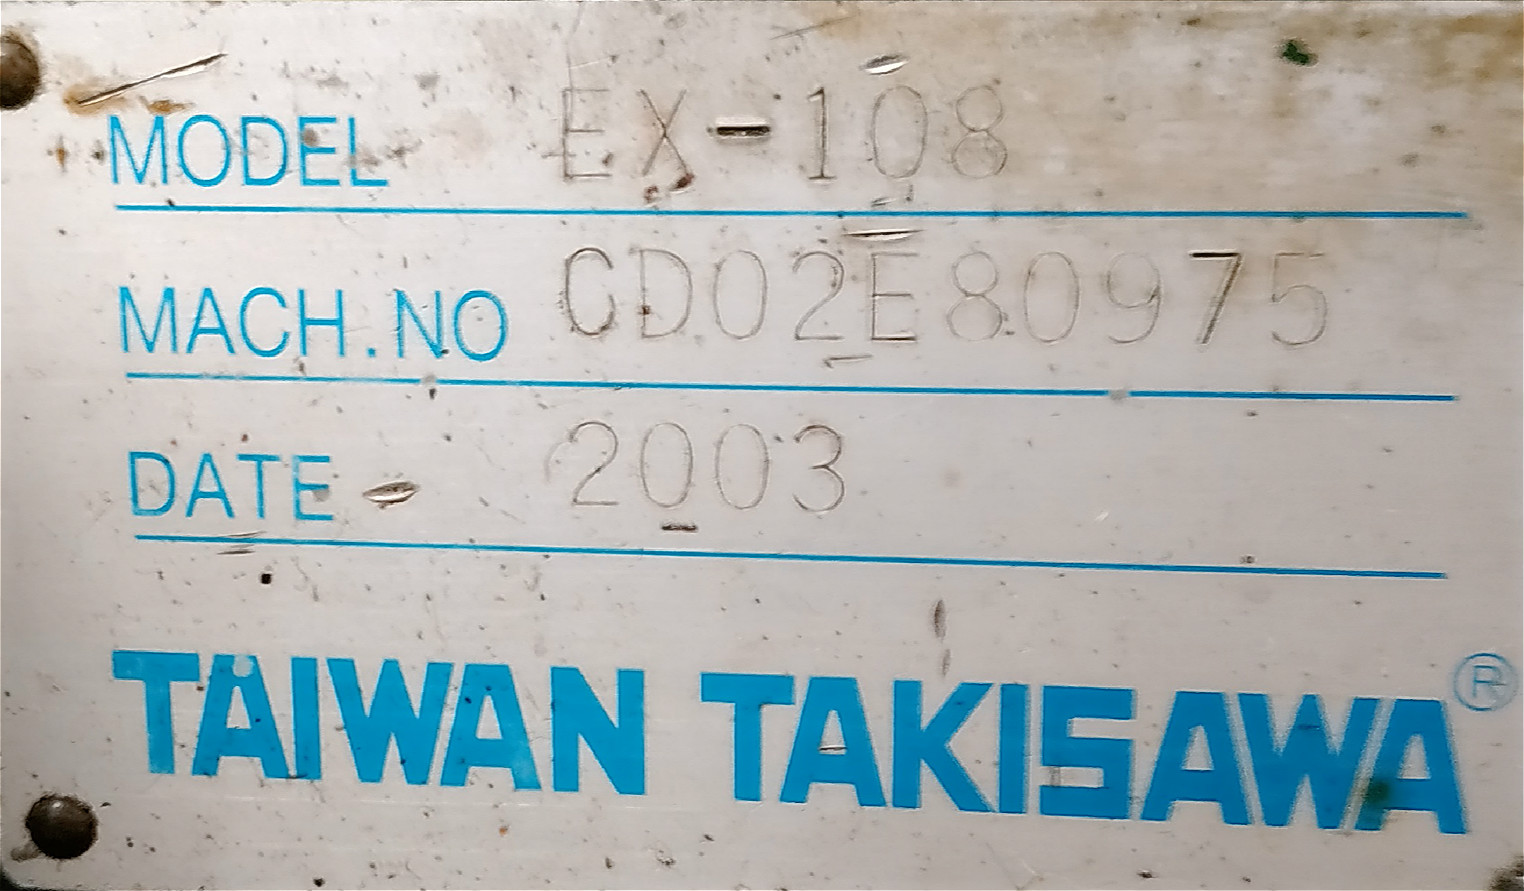 MODEL EX-108
MACH.NO CD02E80975
DATE 2003
TAIWAN TAKISAWA®